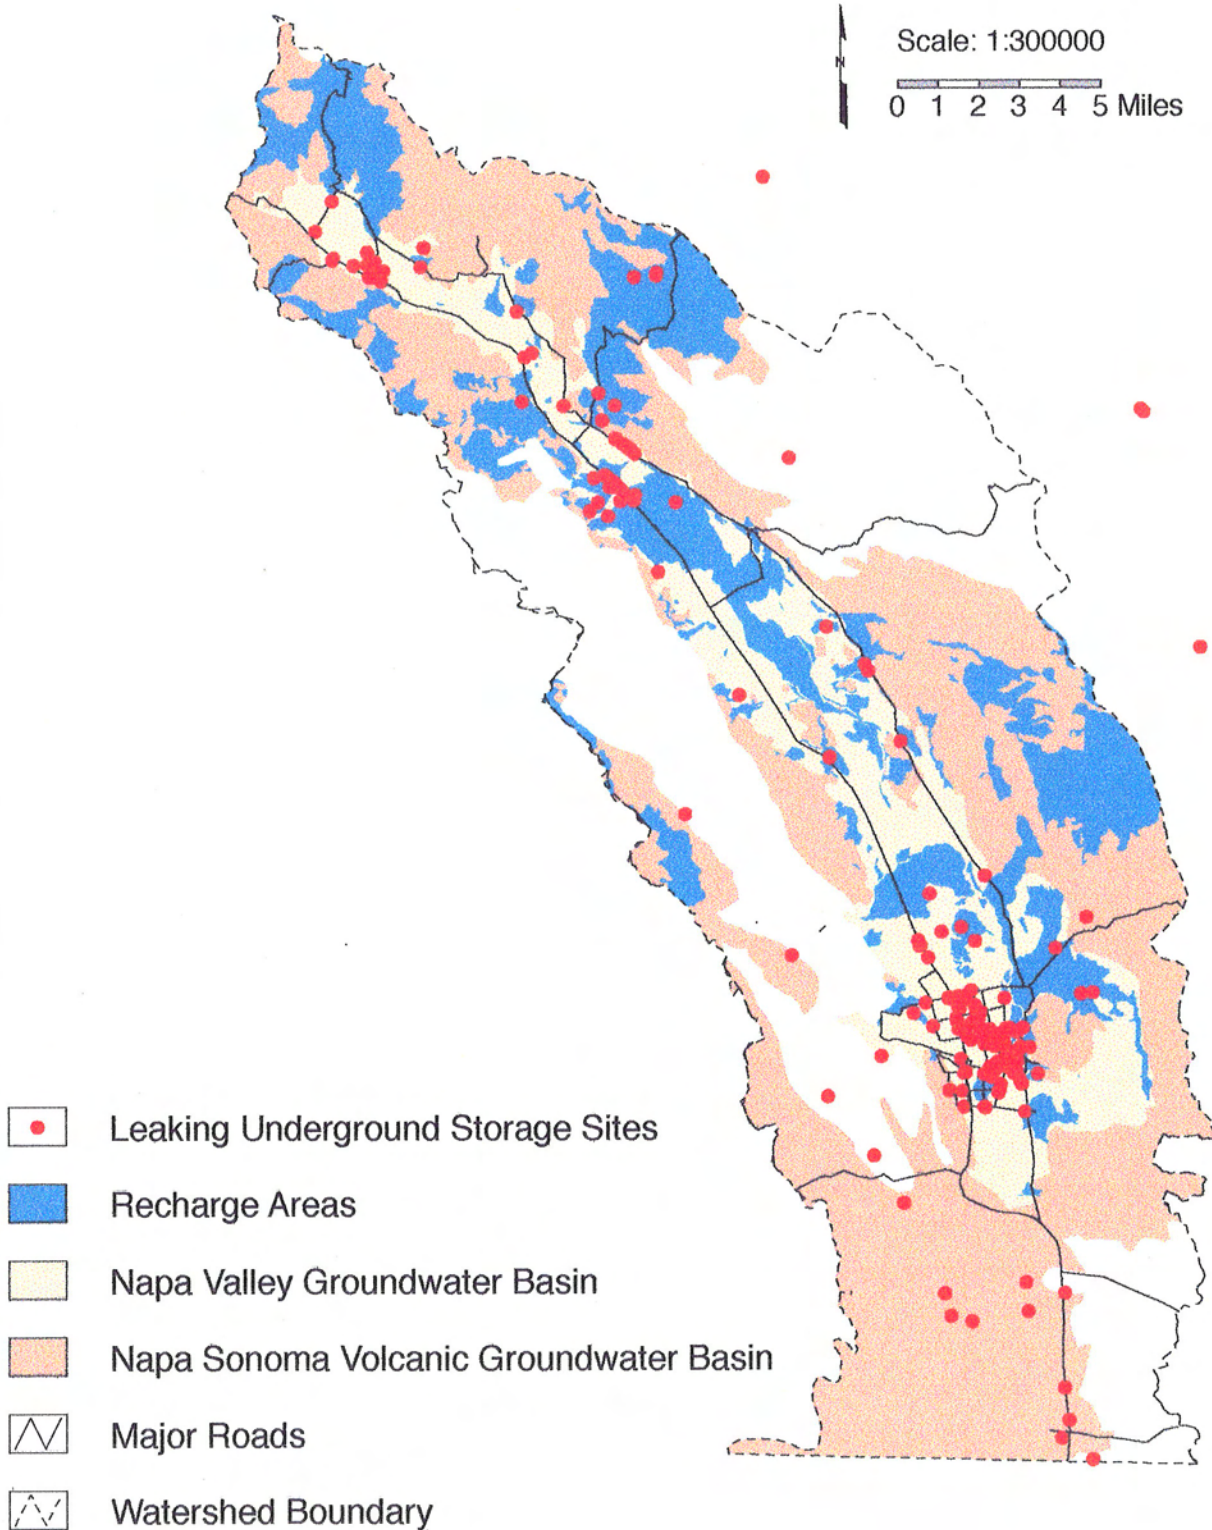 Scale: 1:300000
N
0 1 2 3 4 5 Miles
Leaking Underground Storage Sites
Recharge Areas
Napa Valley Groundwater Basin
Napa Sonoma Volcanic Groundwater Basin
Major Roads
Watershed Boundary